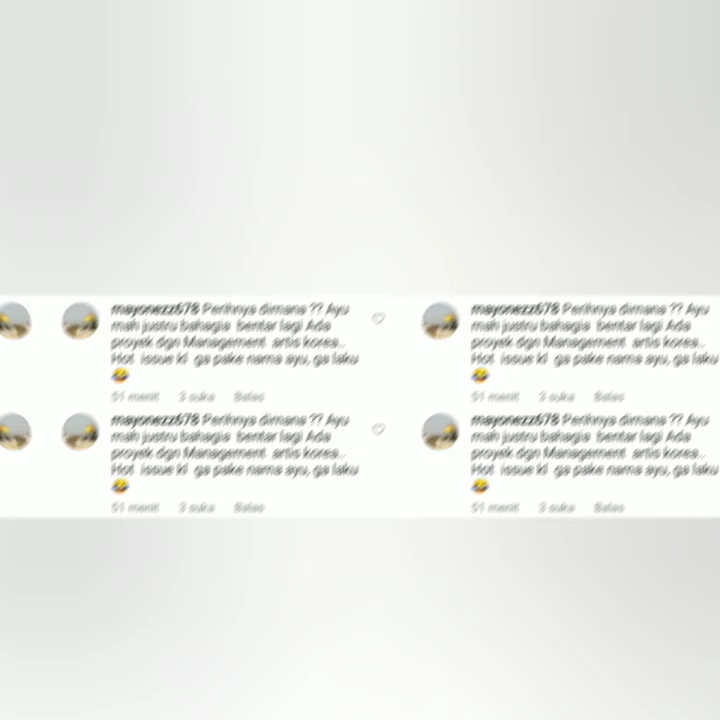 mayonezz678 Perihnya dimana ?? Ayu
mah justru bahagia bentar lagi Ada
proyek dgn Management artis korea..
Hot issue kl ga pake nama ayu, ga laku
😂
51 menit 3 suka Balas
mayonezz678 Perihnya dimana ?? Ayu
mah justru bahagia bentar lagi Ada
proyek dgn Management artis korea..
Hot issue kl ga pake nama ayu, ga laku
😂
51 menit 3 suka Balas
mayonezz678 Perihnya dimana ?? Ayu
mah justru bahagia bentar lagi Ada
proyek dgn Management artis korea..
Hot issue kl ga pake nama ayu, ga laku
😂
51 menit 3 suka Balas
mayonezz678 Perihnya dimana ?? Ayu
mah justru bahagia bentar lagi Ada
proyek dgn Management artis korea..
Hot issue kl ga pake nama ayu, ga laku
😂
51 menit 3 suka Balas